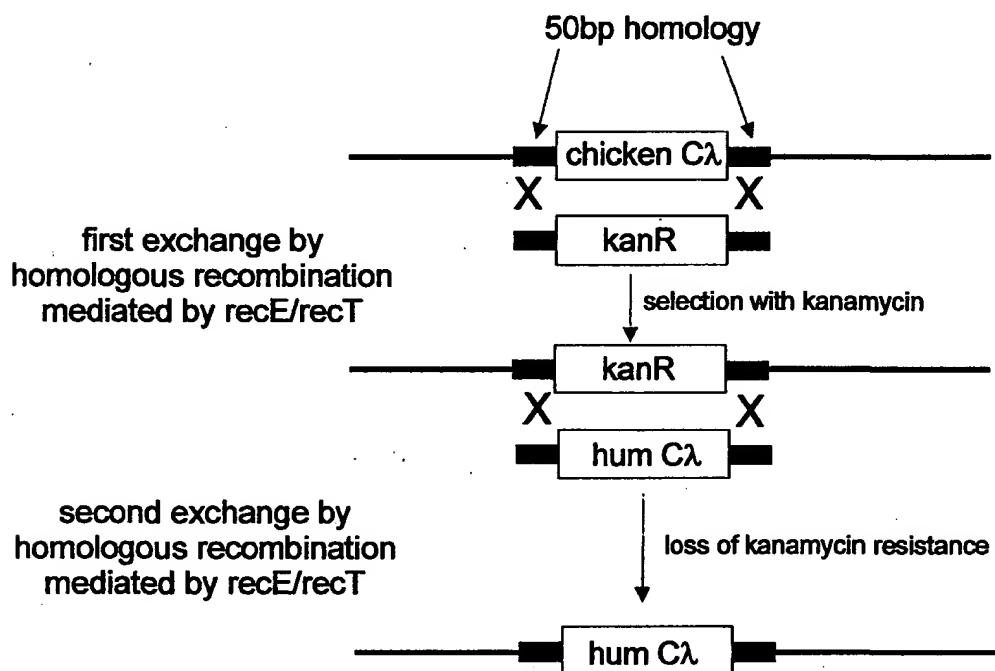 50bp homology
chicken Cλ
X X
kanR
first exchange by
homologous recombination
mediated by recE/recT
selection with kanamycin
kanR
X X
hum Cλ
second exchange by
homologous recombination
mediated by recE/recT
loss of kanamycin resistance
hum Cλ